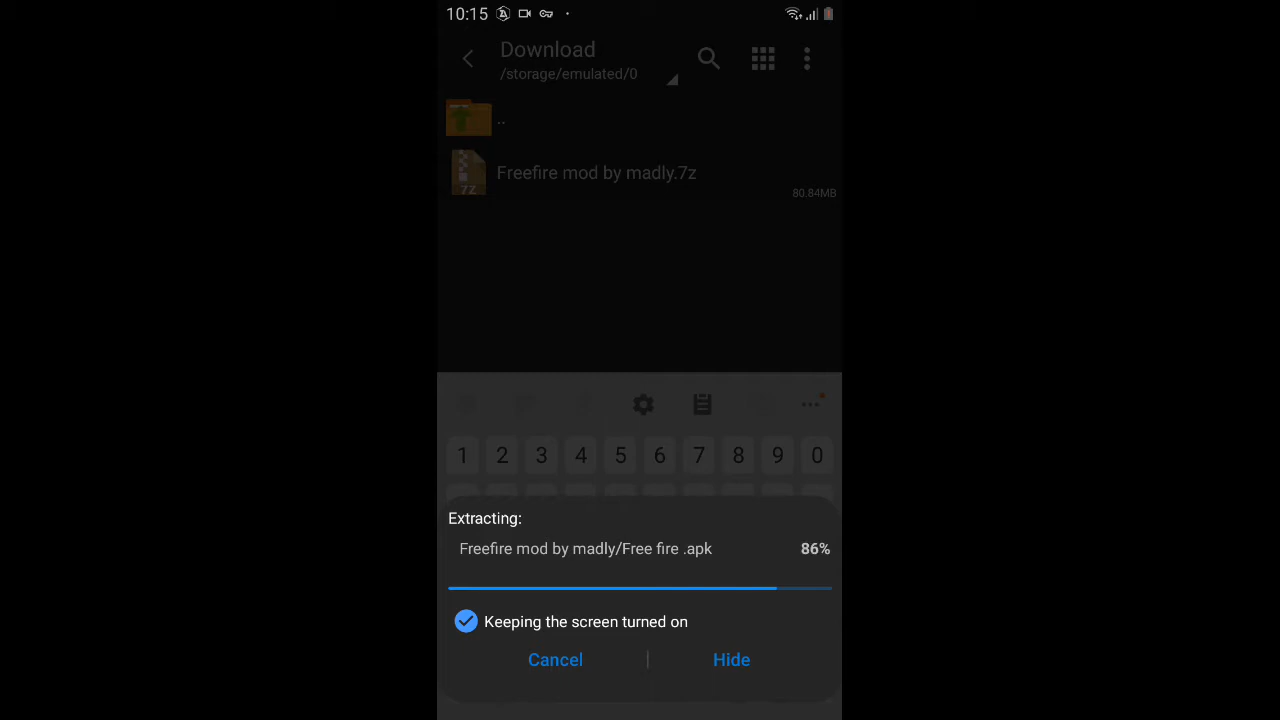 10:15
Download
/storage/emulated/0
..
Freefire mod by madly.7z
7Z
80.84MB
1 2 3 4 5 6 7 8 9 0
Extracting:
Freefire mod by madly/Free fire .apk 86%
Keeping the screen turned on
Cancel Hide